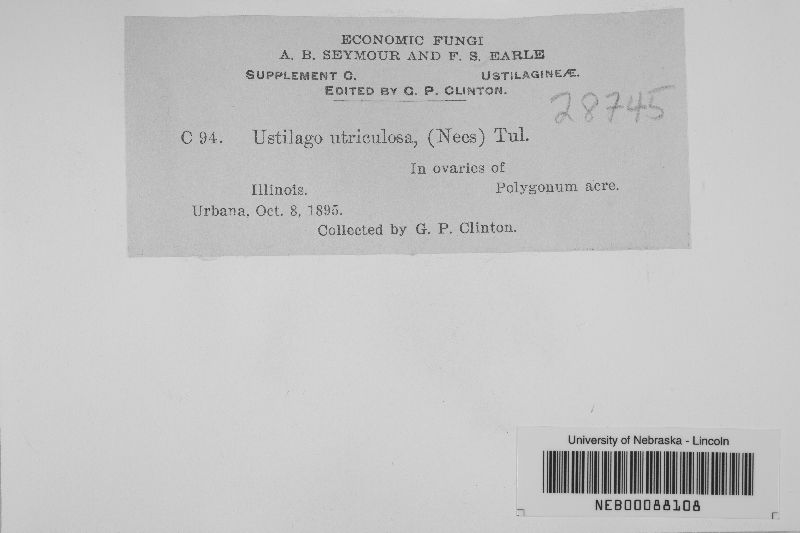 ECONOMIC FUNGI
A. B. SEYMOUR AND F. S. EARLE
SUPPLEMENT C. USTILAGINEÆ.
EDITED BY G. P. CLINTON.
28745
C 94. Ustilago utriculosa, (Nees) Tul.
In ovaries of
Illinois. Polygonum acre.
Urbana, Oct. 8, 1895.
Collected by G. P. Clinton.
University of Nebraska - Lincoln
NEB00088108